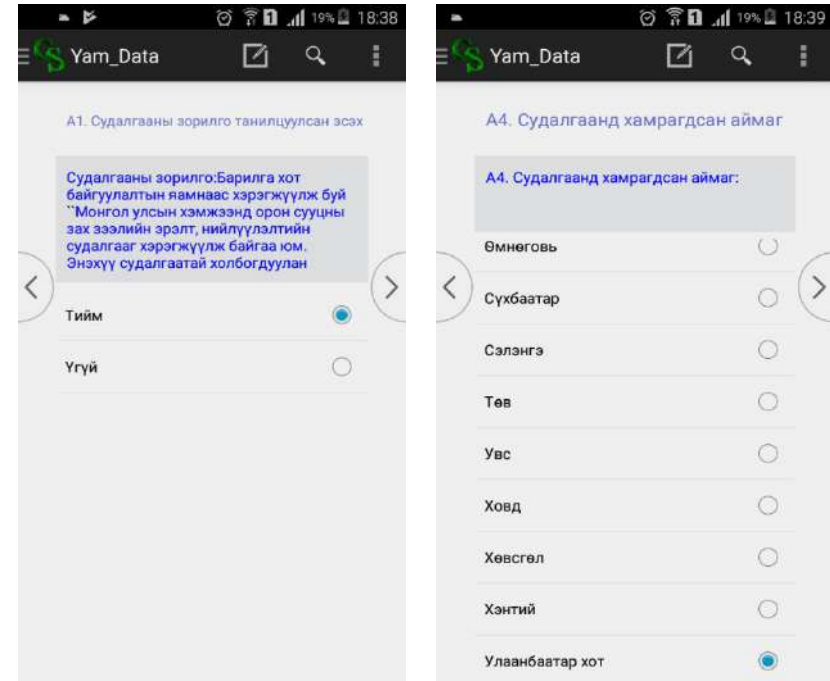 19% 18:38
Yam_Data
А1. Судалгааны зорилго танилцуулсан эсэх
Судалгааны зорилго:Барилга хот
байгуулалтын яамнаас хэрэгжүүлж буй
``Монгол улсын хэмжээнд орон сууцны
зах зээлийн эрэлт, нийлүүлэлтийн
судалгааг хэрэгжүүлж байгаа юм.
Энэхүү судалгаатай холбогдуулан
Тийм
Үгүй
1 19% 18:39
Yam_Data
А4. Судалгаанд хамрагдсан аймаг
А4. Судалгаанд хамрагдсан аймаг:
Өмнөговь
Сүхбаатар
Сэлэнгэ
Төв
Увс
Ховд
Хөвсгөл
Хэнтий
Улаанбаатар хот